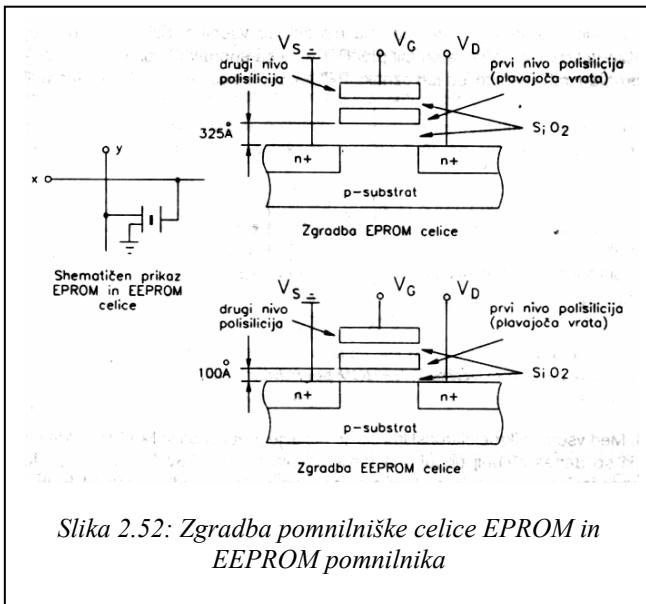 V_S
V_G
V_D
drugi nivo
polisilicija
prvi nivo polisilicija
(plavajoča vrata)
SiO2
325Å
n+
n+
p-substrat
Zgradba EPROM celice
y
x
Shematičen prikaz
EPROM in EEPROM
celice
V_S
V_G
V_D
drugi nivo
polisilicija
prvi nivo polisilicija
(plavajoča vrata)
SiO2
100Å
n+
n+
p-substrat
Zgradba EEPROM celice
Slika 2.52: Zgradba pomnilniške celice EPROM in
EEPROM pomnilnika